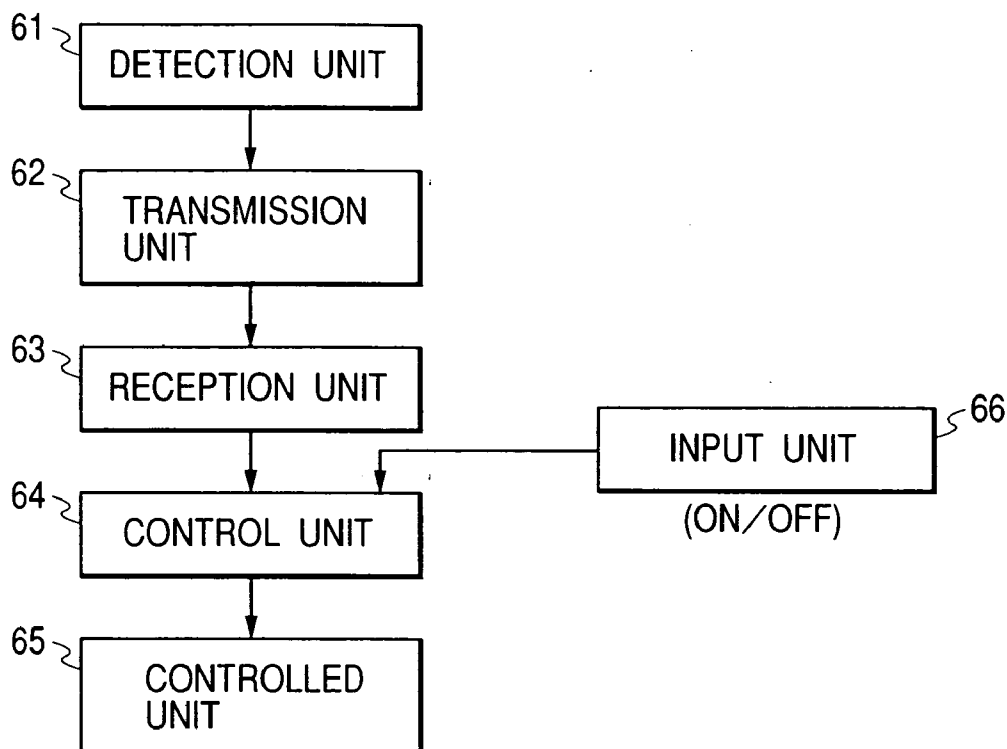 61
DETECTION UNIT
62
TRANSMISSION
UNIT
63
RECEPTION UNIT
66
INPUT UNIT
(ON/OFF)
64
CONTROL UNIT
65
CONTROLLED
UNIT